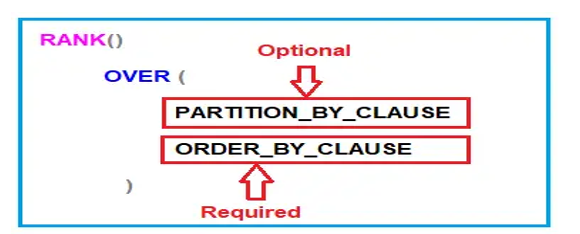 RANK()
Optional
OVER (
PARTITION_BY_CLAUSE
ORDER_BY_CLAUSE
)
Required